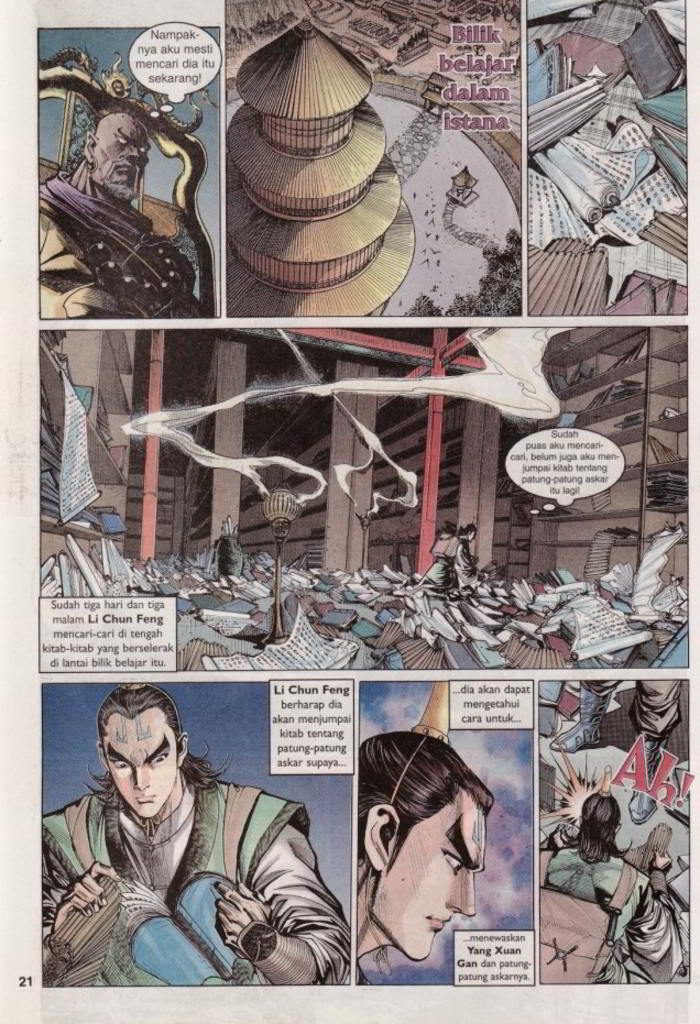 Nampak-
nya aku mesti
mencari dia itu
sekarang!
Bilik
belajar
dalam
istana
Sudah
puas aku mencari-
cari, belum juga aku men-
jumpai kitab tentang
patung-patung askar
itu lagi!
Sudah tiga hari dan tiga
malam Li Chun Feng
mencari-cari di tengah
kitab-kitab yang berselerak
di lantai bilik belajar itu.
Li Chun Feng
berharap dia
akan menjumpai
kitab tentang
patung-patung
askar supaya...
...dia akan dapat
mengetahui
cara untuk...
...menewaskan
Yang Xuan
Gan dan patung-
patung askarnya.
Ah!
21